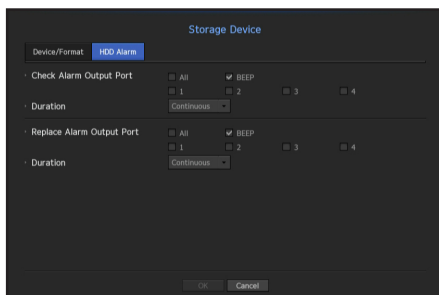 Storage Device
Device/Format HDD Alarm
Check Alarm Output Port All BEEP
1 2 3 4
Duration Continuous
Replace Alarm Output Port All BEEP
1 2 3 4
Duration Continuous
OK Cancel